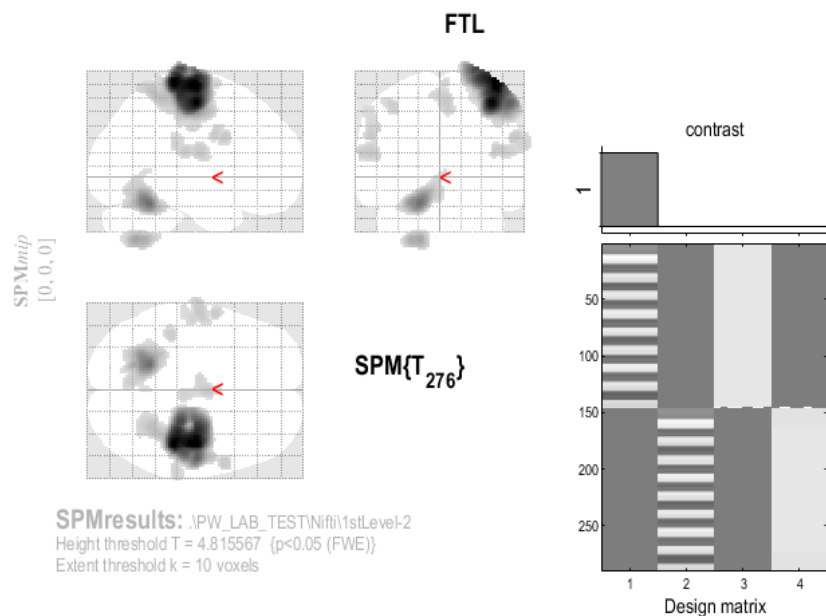 FTL
contrast
1
SPMmip
[0, 0, 0]
<
<
<
SPM{T276}
50
100
150
200
250
1 2 3 4
Design matrix
SPMresults: .\PW_LAB_TEST\Nifti\1stLevel-2
Height threshold T = 4.815567 {p<0.05 (FWE)}
Extent threshold k = 10 voxels